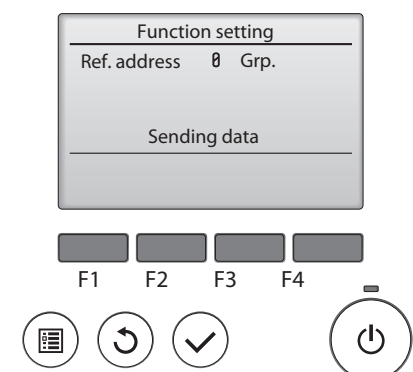 Function setting
Ref. address 0 Grp.
Sending data
F1 F2 F3 F4